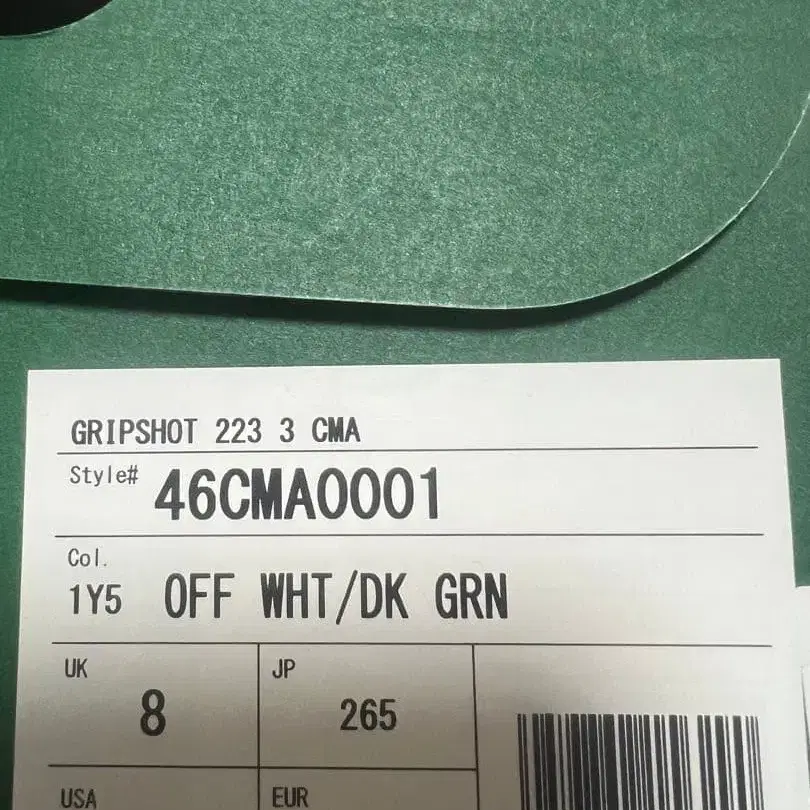 GRIPSHOT 223 3 CMA
Style# 46CMA0001
Col.
1Y5 OFF WHT/DK GRN
UK JP
8 265
USA EUR